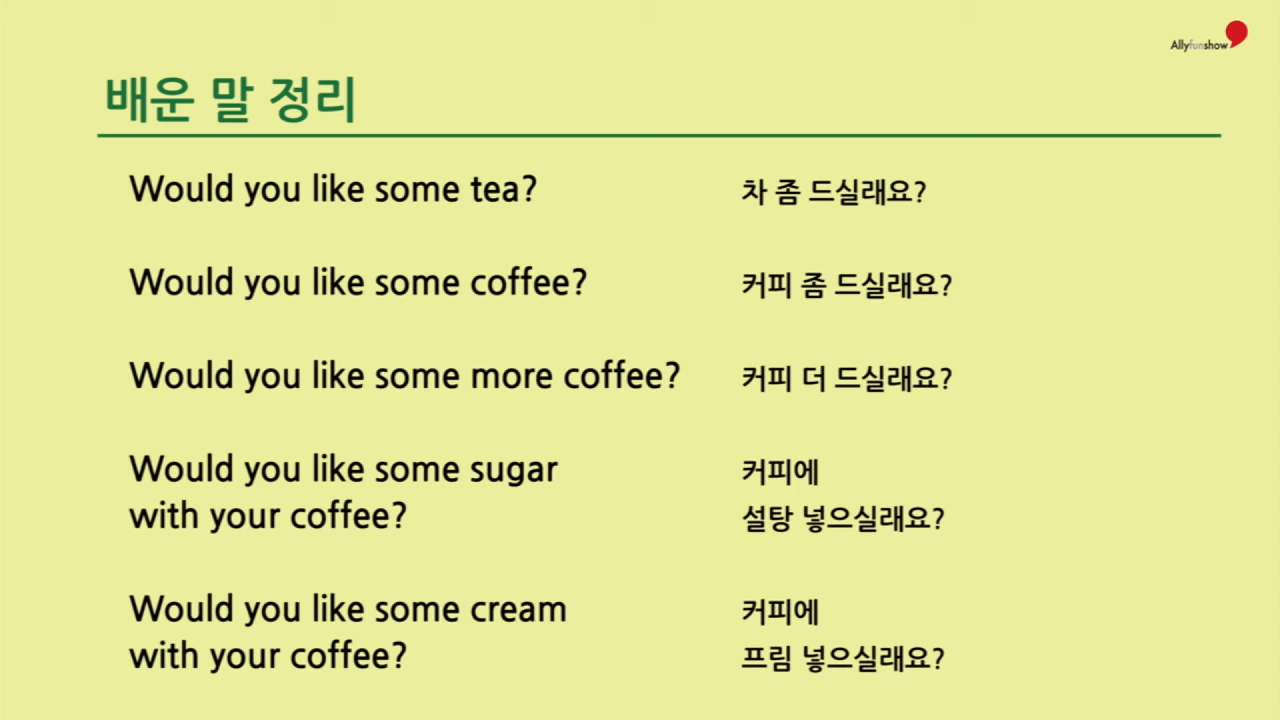 Allyfunshow
배운 말 정리
Would you like some tea?
차 좀 드실래요?
Would you like some coffee?
커피 좀 드실래요?
Would you like some more coffee?
커피 더 드실래요?
Would you like some sugar
with your coffee?
커피에
설탕 넣으실래요?
Would you like some cream
with your coffee?
커피에
프림 넣으실래요?